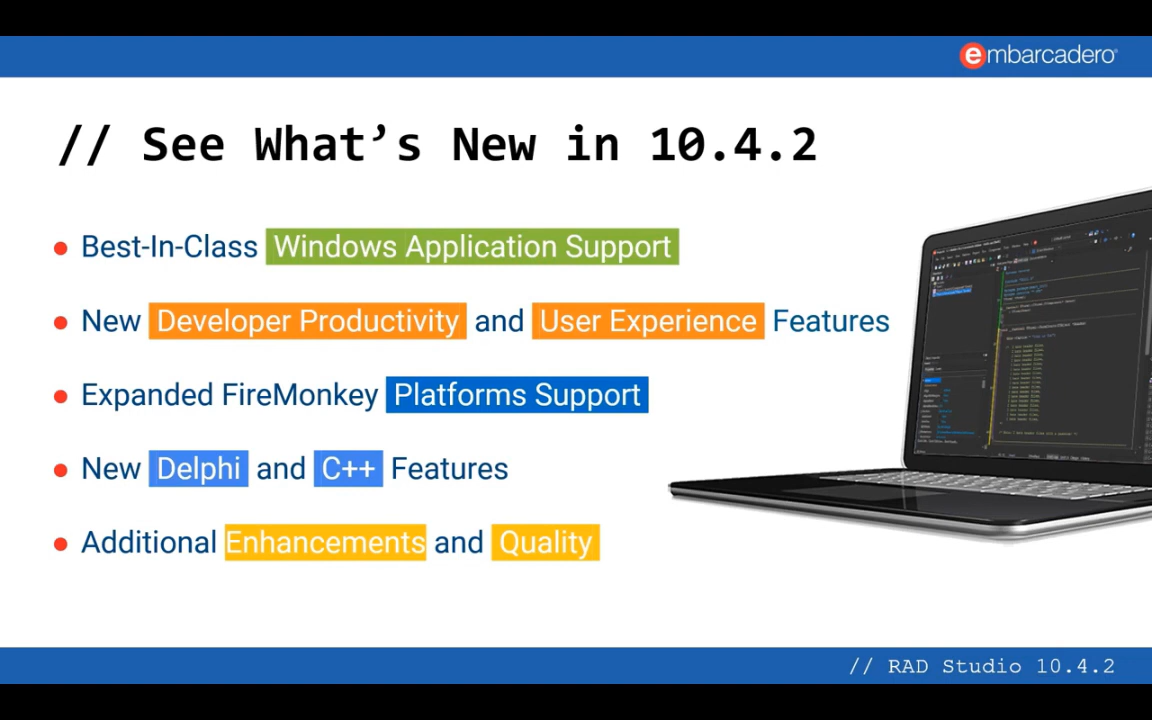 embarcadero
// See What’s New in 10.4.2
Best-In-Class Windows Application Support
New Developer Productivity and User Experience Features
Expanded FireMonkey Platforms Support
New Delphi and C++ Features
Additional Enhancements and Quality
// RAD Studio 10.4.2